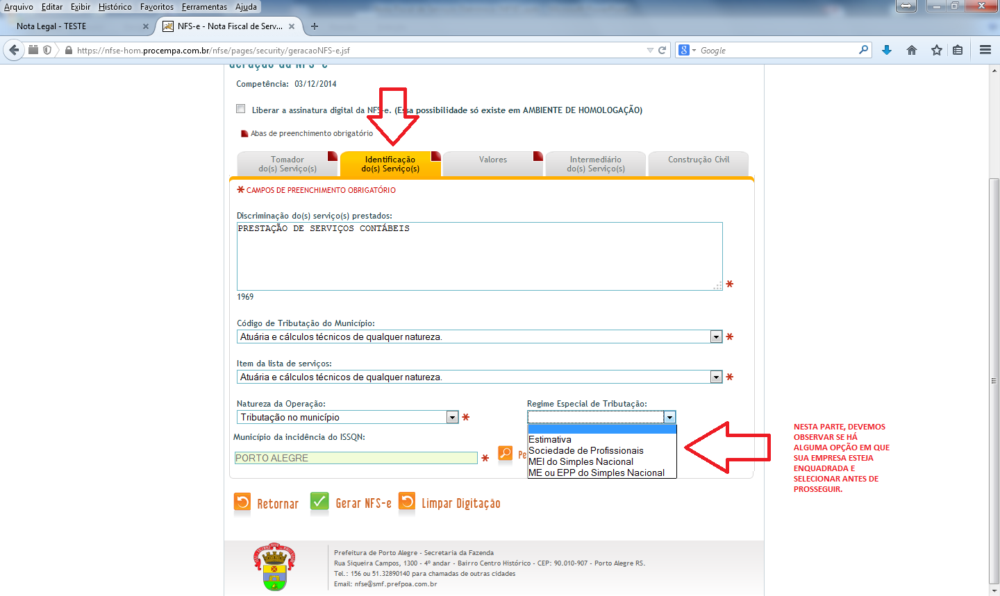 Arquivo Editar Exibir Histórico Favoritos Ferramentas Ajuda
Nota Legal - TESTE
NFS-e - Nota Fiscal de Serv...
https://nfse-hom.procempa.com.br/nfse/pages/security/geracaoNFS-e.jsf
Google
Geração da NFS-e
Competência: 03/12/2014
Liberar a assinatura digital da NFS-e. (Essa possibilidade só existe em AMBIENTE DE HOMOLOGAÇÃO)
Abas de preenchimento obrigatório
Tomador
do(s) Serviço(s)
Identificação
do(s) Serviço(s)
Valores
Intermediário
do(s) Serviço(s)
Construção Civil
* CAMPOS DE PREENCHIMENTO OBRIGATÓRIO
Discriminação do(s) serviço(s) prestados:
PRESTAÇÃO DE SERVIÇOS CONTÁBEIS
*
1969
Código de Tributação do Município:
Atuária e cálculos técnicos de qualquer natureza. *
Item da lista de serviços:
Atuária e cálculos técnicos de qualquer natureza. *
Natureza da Operação:
Tributação no município *
Regime Especial de Tributação:
Estimativa
Sociedade de Profissionais
MEI do Simples Nacional
ME ou EPP do Simples Nacional
Município da incidência do ISSQN:
PORTO ALEGRE *
Pe
NESTA PARTE, DEVEMOS
OBSERVAR SE HÁ
ALGUMA OPÇÃO EM QUE
SUA EMPRESA ESTEJA
ENQUADRADA E
SELECIONAR ANTES DE
PROSSEGUIR.
Retornar
Gerar NFS-e
Limpar Digitação
Prefeitura de Porto Alegre - Secretaria da Fazenda
Rua Siqueira Campos, 1300 - 4º andar - Bairro Centro Histórico - CEP: 90.010-907 - Porto Alegre RS.
Tel.: 156 ou 51.32890140 para chamadas de outras cidades
Email: nfse@smf.prefpoa.com.br